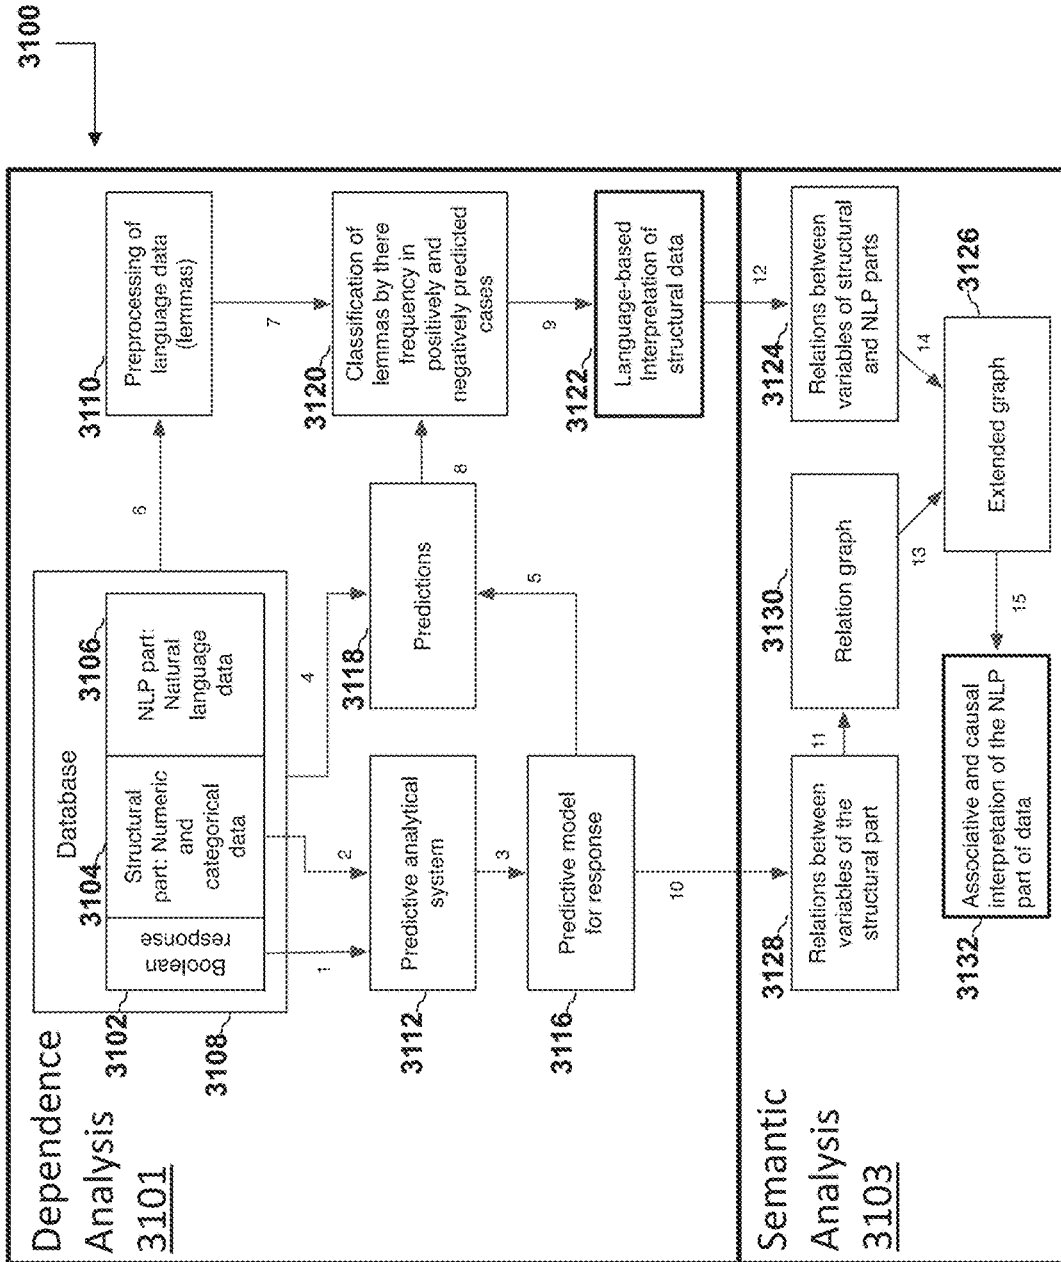 3100
Dependence
Analysis
3101
3108
3102
Database
Boolean
response
3104
Structural
part: Numeric
and
categorical
data
3106
NLP part:
Natural
language
data
1
2
4
6
3110
Preprocessing of
language data
(lemmas)
7
3112
Predictive analytical
system
3
3118
Predictions
8
5
3120
Classification of
lemmas by there
frequency in
positively and
negatively predicted
cases
9
3116
Predictive model
for response
10
3122
Language-based
Interpretation of
structural data
12
Semantic
Analysis
3103
3128
Relations between
variables of the
structural part
11
3130
Relation graph
13
3124
Relations between
variables of structural
and NLP parts
14
3126
Extended graph
15
3132
Associative and causal
interpretation of the NLP
part of data